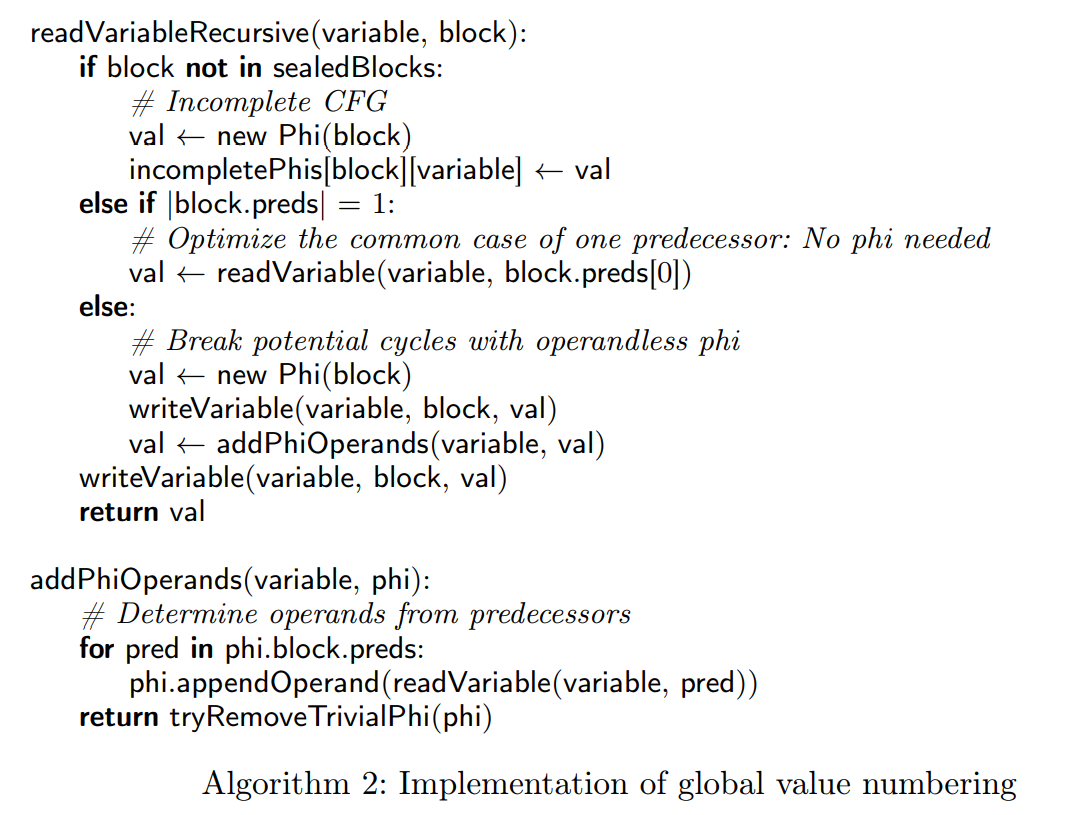 readVariableRecursive(variable, block):
if block not in sealedBlocks:
# Incomplete CFG
val ← new Phi(block)
incompletePhis[block][variable] ← val
else if |block.preds| = 1:
# Optimize the common case of one predecessor: No phi needed
val ← readVariable(variable, block.preds[0])
else:
# Break potential cycles with operandless phi
val ← new Phi(block)
writeVariable(variable, block, val)
val ← addPhiOperands(variable, val)
writeVariable(variable, block, val)
return val
addPhiOperands(variable, phi):
# Determine operands from predecessors
for pred in phi.block.preds:
phi.appendOperand(readVariable(variable, pred))
return tryRemoveTrivialPhi(phi)
Algorithm 2: Implementation of global value numbering